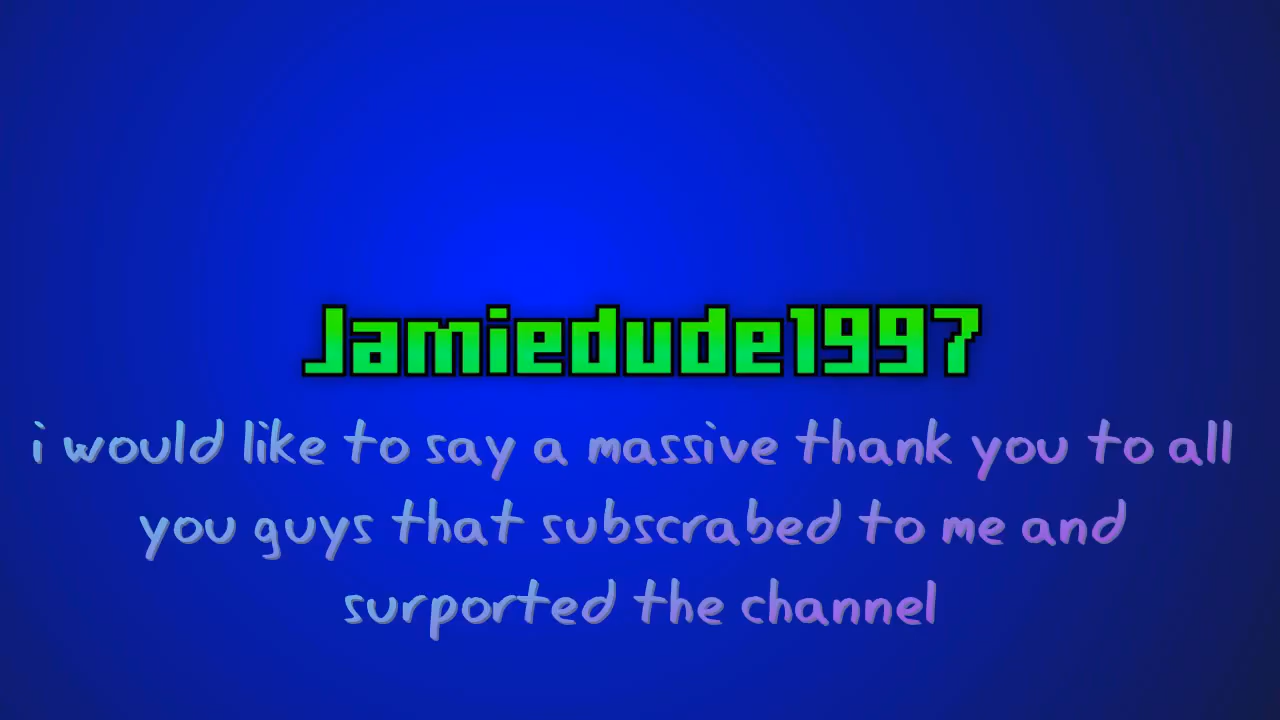 Jamiedude1997
i would like to say a massive thank you to all
you guys that subscrabed to me and
surported the channel